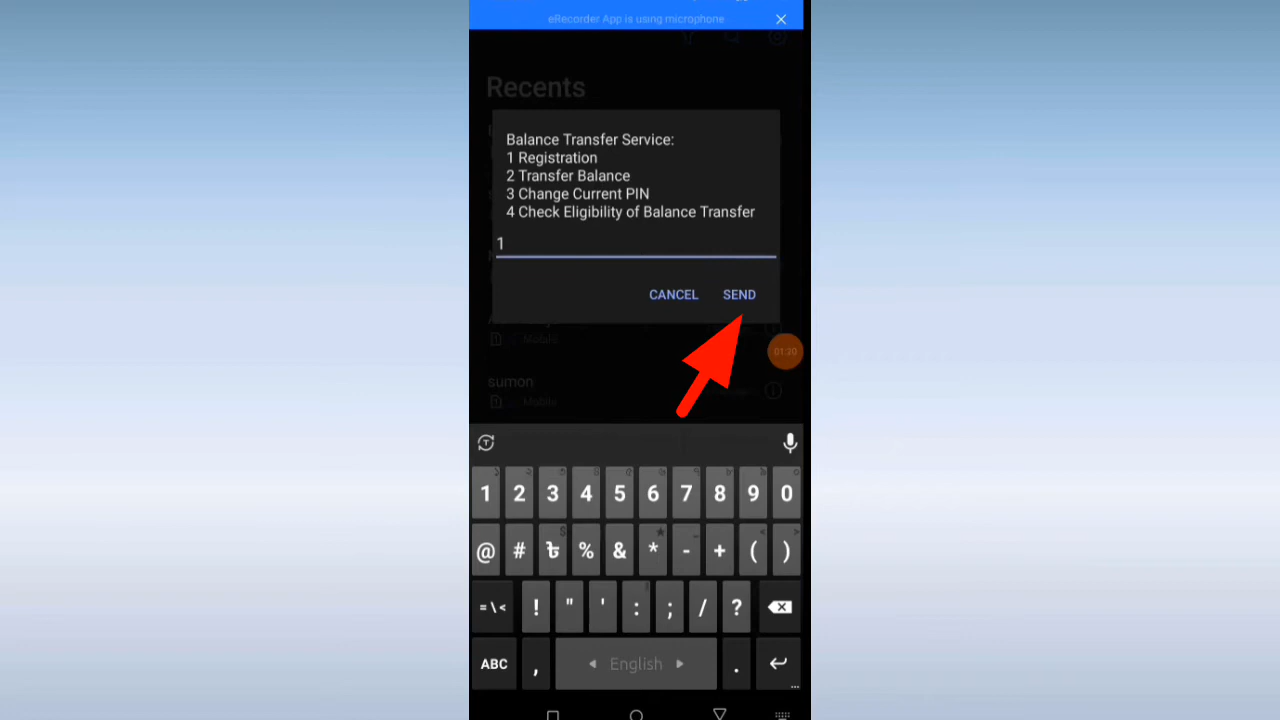 eRecorder App is using microphone
Recents
Balance Transfer Service:
1 Registration
2 Transfer Balance
3 Change Current PIN
4 Check Eligibility of Balance Transfer
1
CANCEL SEND
Mobile
01:20
sumon
Mobile
1 2 3 4 5 6 7 8 9 0
@ # ৳ % & * - + ( )
= \ < ! " ' : ; / ?
ABC , English .